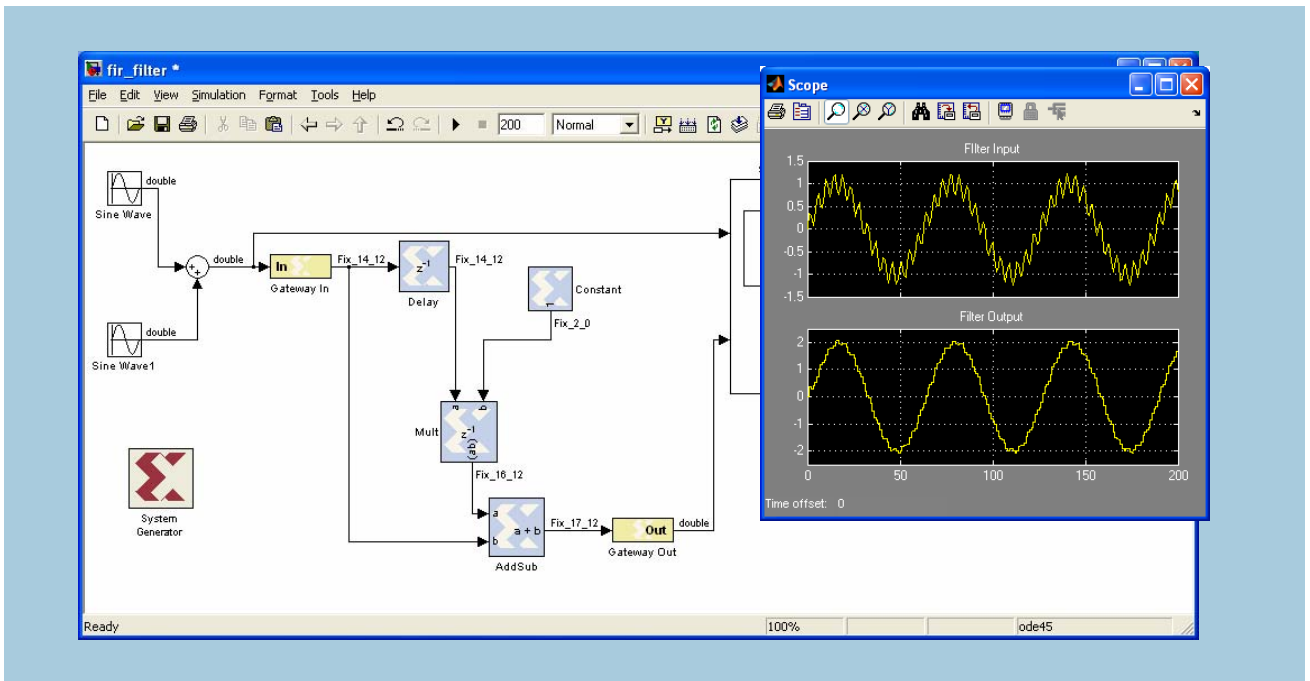 fir_filter *
File Edit View Simulation Format Tools Help
200 Normal
double
Sine Wave
double
Sine Wave1
double
In
Gateway In
Fix_14_12
z-1
Delay
Fix_14_12
1
Constant
Fix_2_0
a b
Mult
z-1
(ab)
Fix_16_12
a
b
a + b
AddSub
Fix_17_12
Out
Gateway Out
double
System
Generator
Ready
100%
ode45
Scope
FIlter Input
1.5
1
0.5
0
-0.5
-1
-1.5
Filter Output
2
1
0
-1
-2
0 50 100 150 200
Time offset: 0